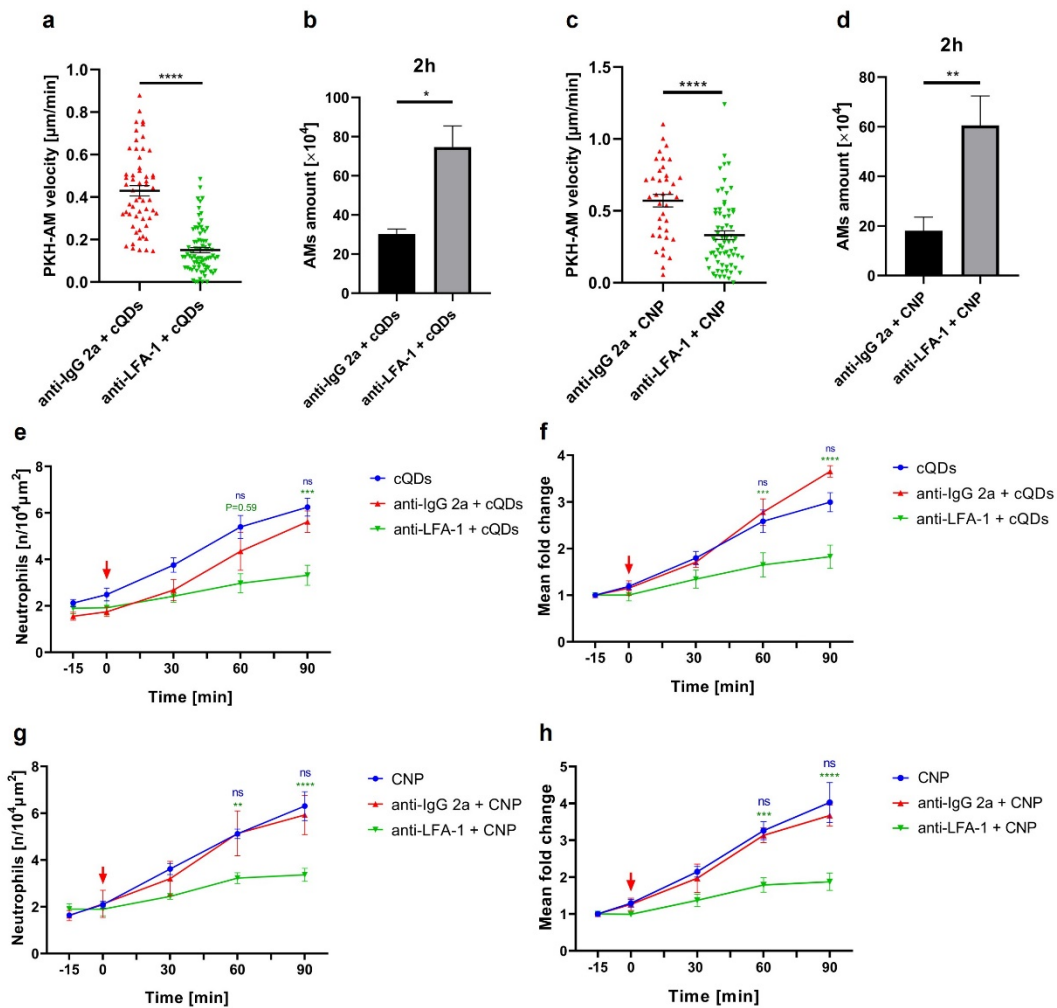 a
PKH-AM velocity [µm/min]
1.0
0.8
0.6
0.4
0.2
0.0
****
anti-IgG 2a + cQDs
anti-LFA-1 + cQDs
b
2h
AMs amount [×10⁴]
100
80
60
40
20
0
*
anti-IgG 2a + cQDs
anti-LFA-1 + cQDs
c
PKH-AM velocity [µm/min]
1.5
1.0
0.5
0.0
****
anti-IgG 2a + CNP
anti-LFA-1 + CNP
d
2h
AMs amount [×10⁴]
80
60
40
20
0
**
anti-IgG 2a + CNP
anti-LFA-1 + CNP
e
Neutrophils [n/10⁴µm²]
8
6
4
2
0
ns
P=0.59
ns
***
-15 0 30 60 90
Time [min]
cQDs
anti-IgG 2a + cQDs
anti-LFA-1 + cQDs
f
Mean fold change
4
3
2
1
0
ns
***
ns
****
-15 0 30 60 90
Time [min]
cQDs
anti-IgG 2a + cQDs
anti-LFA-1 + cQDs
g
Neutrophils [n/10⁴µm²]
8
6
4
2
0
ns
**
ns
****
-15 0 30 60 90
Time [min]
CNP
anti-IgG 2a + CNP
anti-LFA-1 + CNP
h
Mean fold change
5
4
3
2
1
0
ns
***
ns
****
-15 0 30 60 90
Time [min]
CNP
anti-IgG 2a + CNP
anti-LFA-1 + CNP